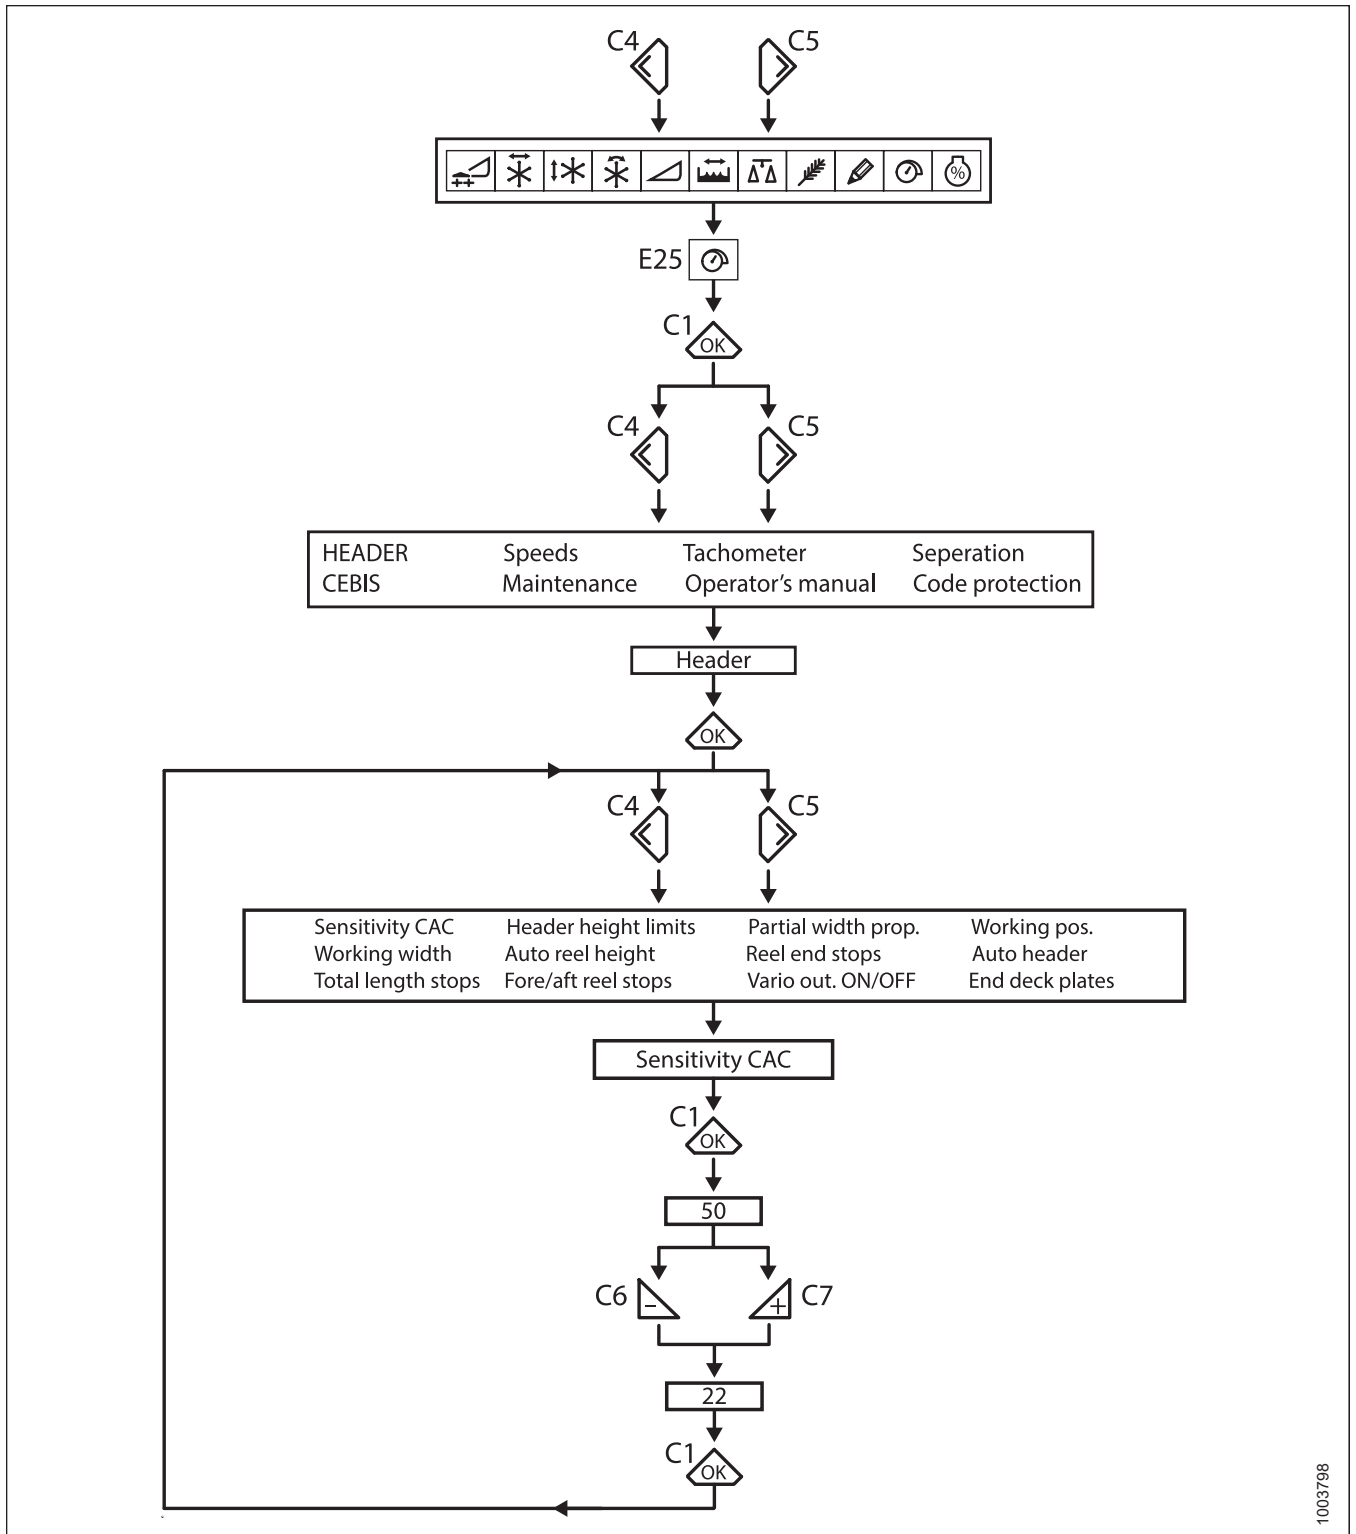 C4 C5
%
E25
C1
OK
C4 C5
HEADER Speeds Tachometer Seperation
CEBIS Maintenance Operator's manual Code protection
Header
OK
C4 C5
Sensitivity CAC Header height limits Partial width prop. Working pos.
Working width Auto reel height Reel end stops Auto header
Total length stops Fore/aft reel stops Vario out. ON/OFF End deck plates
Sensitivity CAC
C1
OK
50
C6 - + C7
22
C1
OK
1003798